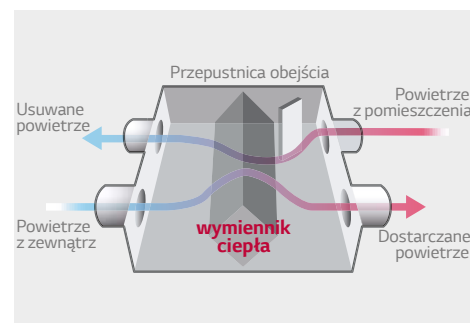 Przepustnica obejścia
Usuwane
powietrze
Powietrze
z pomieszczenia
Powietrze
z zewnątrz
wymiennik
ciepła
Dostarczane
powietrze